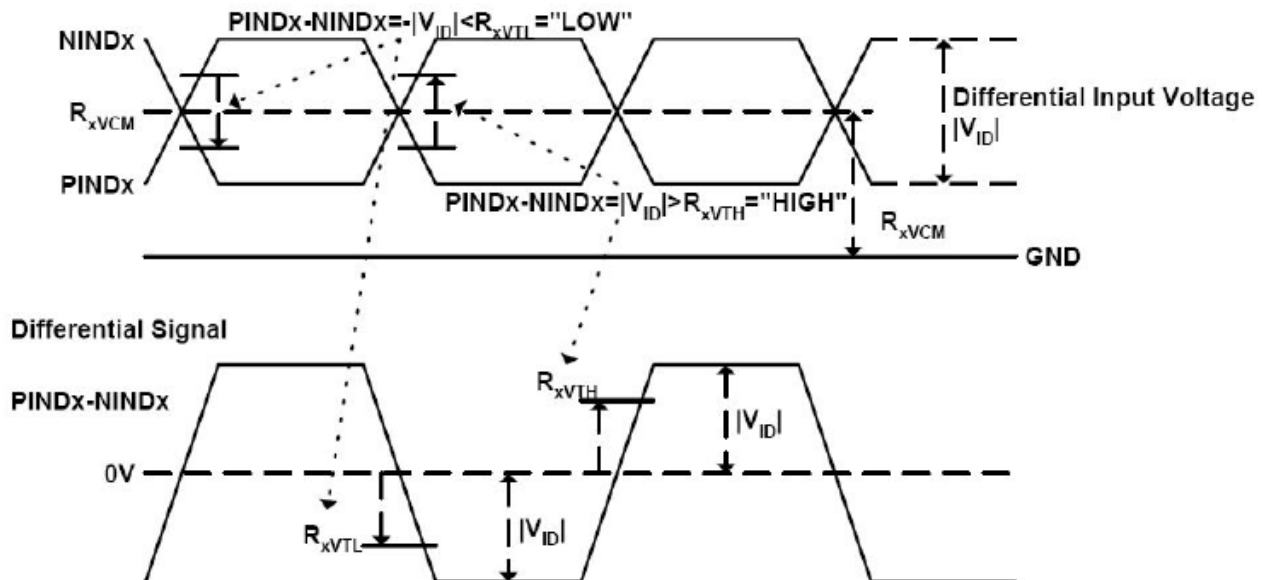 PINDx-NINDx=-|VID|<RxVTL="LOW"
NINDx
RxVCM
Differential Input Voltage
|VID|
PINDx
PINDx-NINDx=|VID|>RxVTH="HIGH"
RxVCM
GND
Differential Signal
PINDx-NINDx
RxVTH
|VID|
0V
RxVTL
|VID|